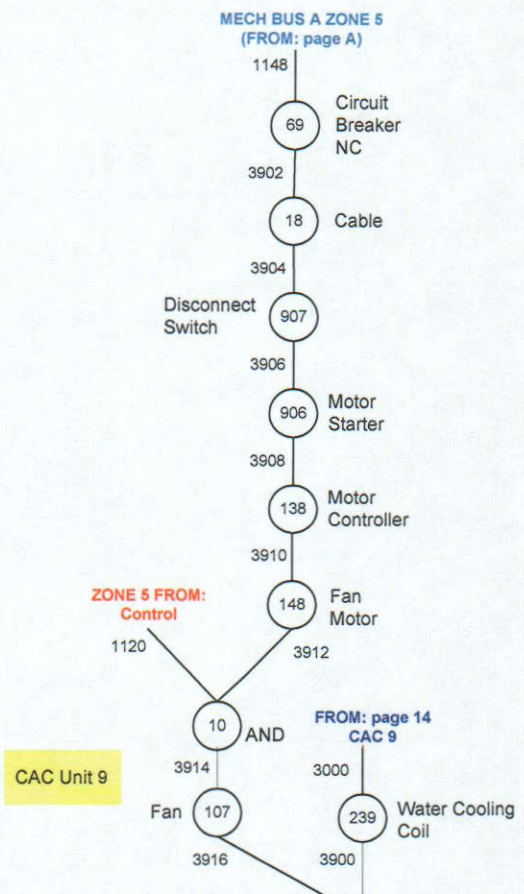 MECH BUS A ZONE 5
(FROM: page A)
1148
69
Circuit
Breaker
NC
3902
18
Cable
3904
Disconnect
Switch
907
3906
906
Motor
Starter
3908
138
Motor
Controller
3910
ZONE 5 FROM:
Control
148
Fan
Motor
1120
3912
10
AND
FROM: page 14
CAC 9
CAC Unit 9
3914
3000
Fan
107
239
Water Cooling
Coil
3916
3900